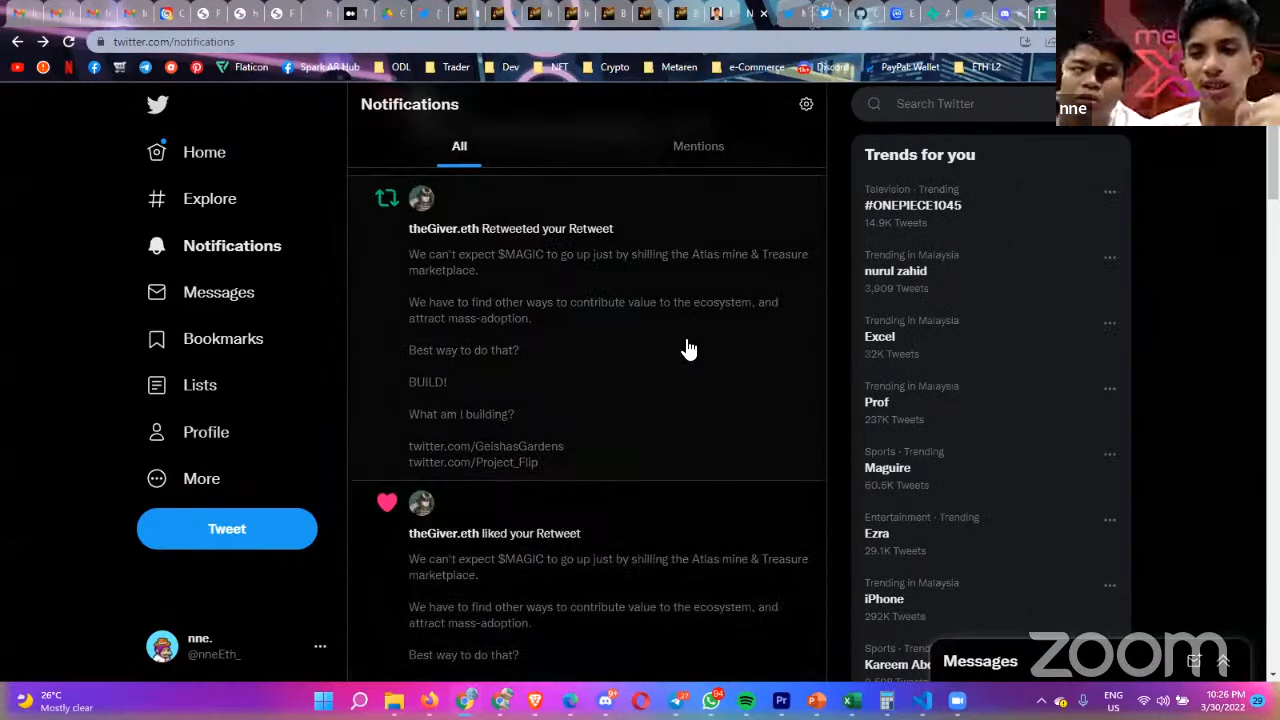 twitter.com/notifications
Flaticon
Spark AR Hub
ODL
Trader
Dev
NFT
Crypto
Metaren
e-Commerce
Discord
PayPal: Wallet
ETH L2
me
X
nne
Home
Explore
Notifications
Messages
Bookmarks
Lists
Profile
More
Tweet
nne.
@nneEth_
Notifications
All
Mentions
theGiver.eth Retweeted your Retweet
We can't expect $MAGIC to go up just by shilling the Atlas mine & Treasure
marketplace.
We have to find other ways to contribute value to the ecosystem, and
attract mass-adoption.
Best way to do that?
BUILD!
What am I building?
twitter.com/GeishasGardens
twitter.com/Project_Flip
theGiver.eth liked your Retweet
We can't expect $MAGIC to go up just by shilling the Atlas mine & Treasure
marketplace.
We have to find other ways to contribute value to the ecosystem, and
attract mass-adoption.
Best way to do that?
Search Twitter
Trends for you
Television · Trending
#ONEPIECE1045
14.9K Tweets
Trending in Malaysia
nurul zahid
3,909 Tweets
Trending in Malaysia
Excel
32K Tweets
Trending in Malaysia
Prof
237K Tweets
Sports · Trending
Maguire
60.5K Tweets
Entertainment · Trending
Ezra
29.1K Tweets
Trending in Malaysia
iPhone
292K Tweets
Kareem Abd
Messages
zoom
26°C
Mostly clear
94
ENG
US
10:26 PM
3/30/2022
29